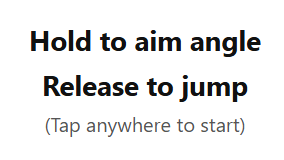 Hold to aim angle
Release to jump
(Tap anywhere to start)